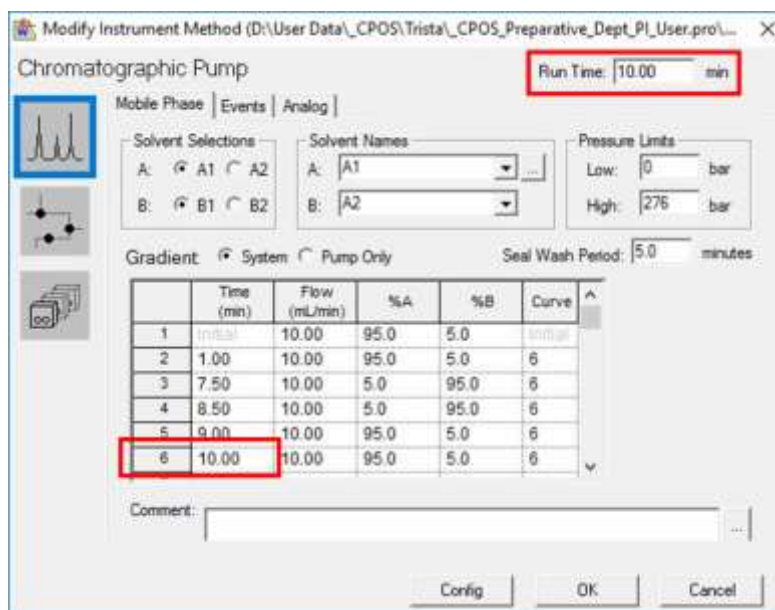 Modify Instrument Method (D:\User Data\_CPOS\Trista\_CPOS_Preparative_Dept_PI_User.pro\...
Chromatographic Pump
Run Time: 10.00 min
Mobile Phase Events Analog
Solvent Selections Solvent Names Pressure Limits
A: A1 A2 A: A1 ... Low: 0 bar
B: B1 B2 B: A2 High: 276 bar
Gradient: System Pump Only Seal Wash Period: 5.0 minutes
Time (min) Flow (mL/min) %A %B Curve
1 Initial 10.00 95.0 5.0 Initial
2 1.00 10.00 95.0 5.0 6
3 7.50 10.00 5.0 95.0 6
4 8.50 10.00 5.0 95.0 6
5 9.00 10.00 95.0 5.0 6
6 10.00 10.00 95.0 5.0 6
Comment: ...
Config OK Cancel